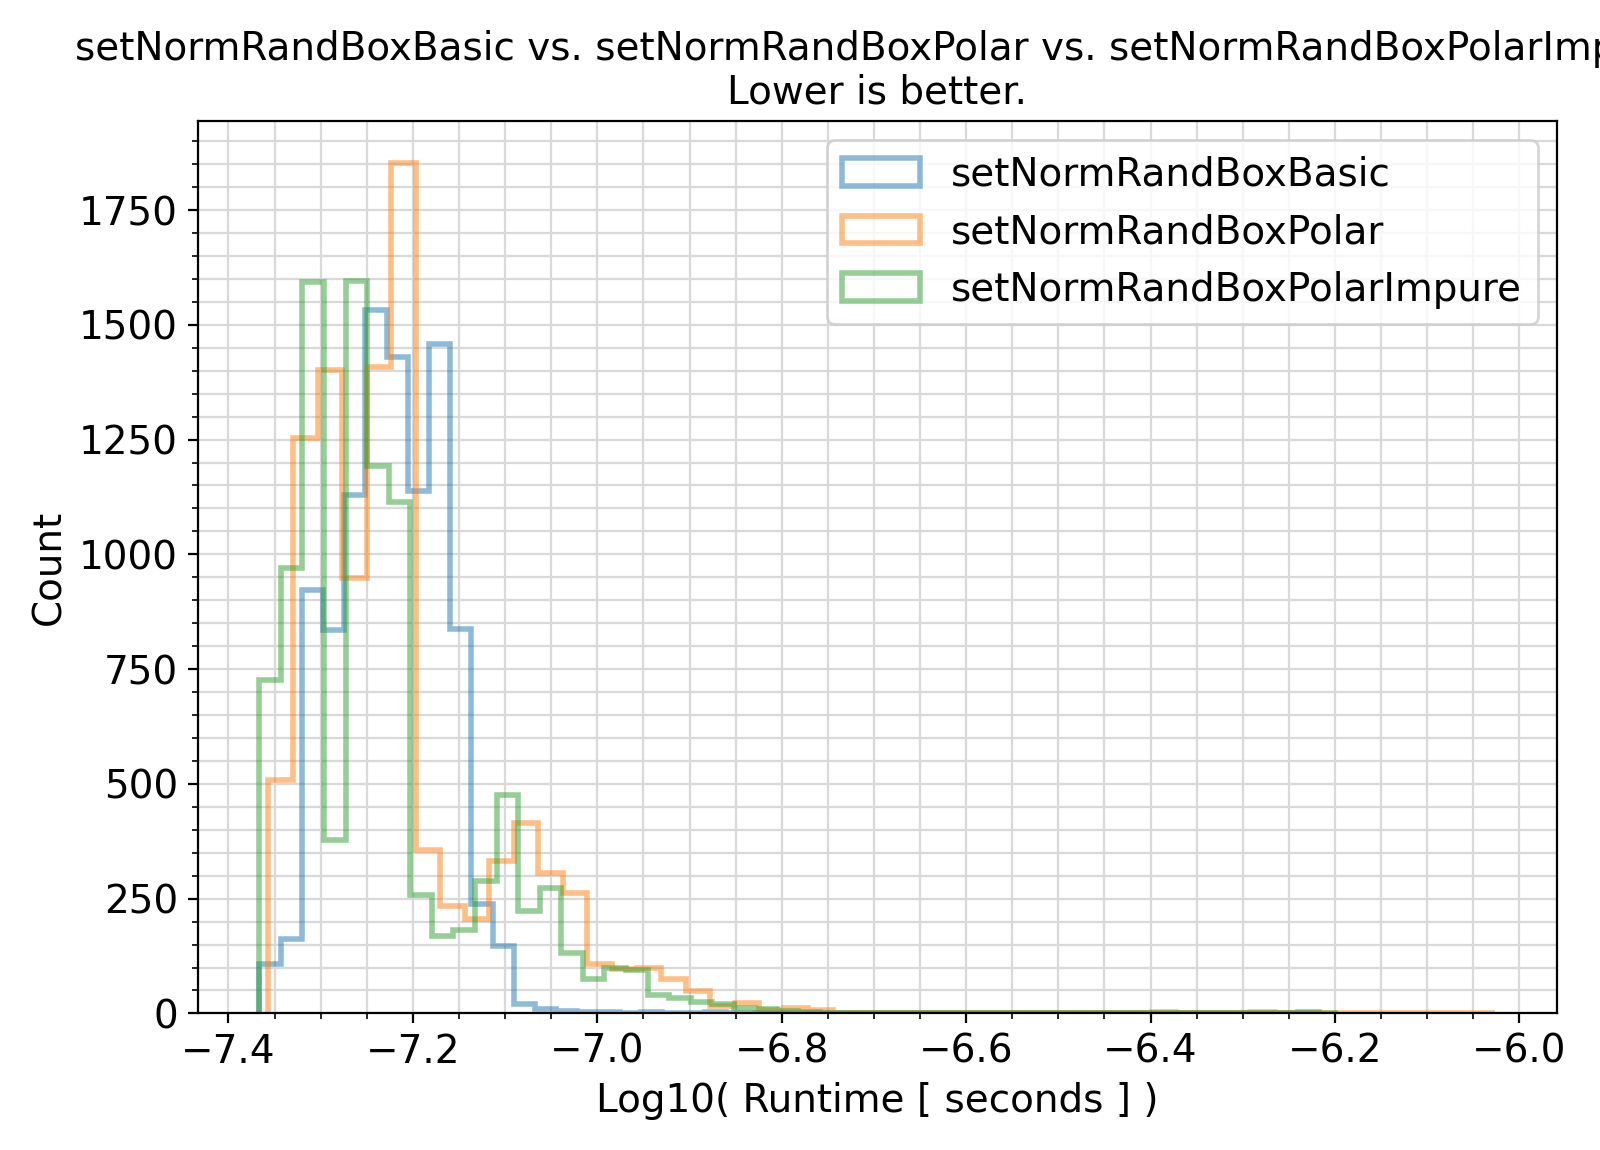 setNormRandBoxBasic vs. setNormRandBoxPolar vs. setNormRandBoxPolarImp
Lower is better.
setNormRandBoxBasic
setNormRandBoxPolar
setNormRandBoxPolarImpure
1750
1500
1250
1000
750
500
250
0
Count
−7.4 −7.2 −7.0 −6.8 −6.6 −6.4 −6.2 −6.0
Log10( Runtime [ seconds ] )